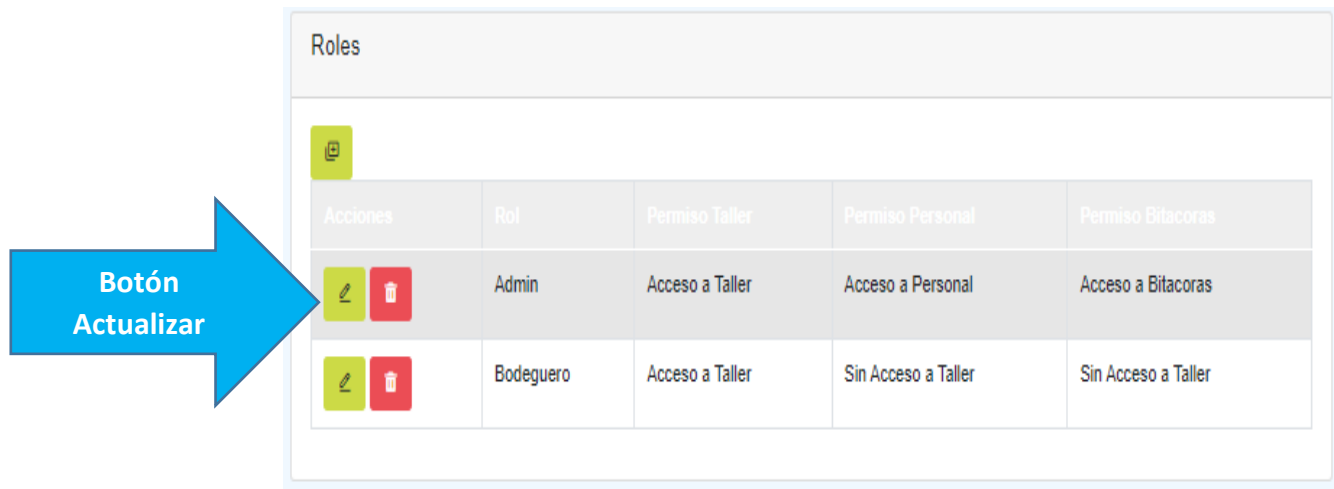 Roles
Acciones Rol Permiso Taller Permiso Personal Permiso Bitacoras
Botón
Actualizar
Admin Acceso a Taller Acceso a Personal Acceso a Bitacoras
Bodeguero Acceso a Taller Sin Acceso a Taller Sin Acceso a Taller